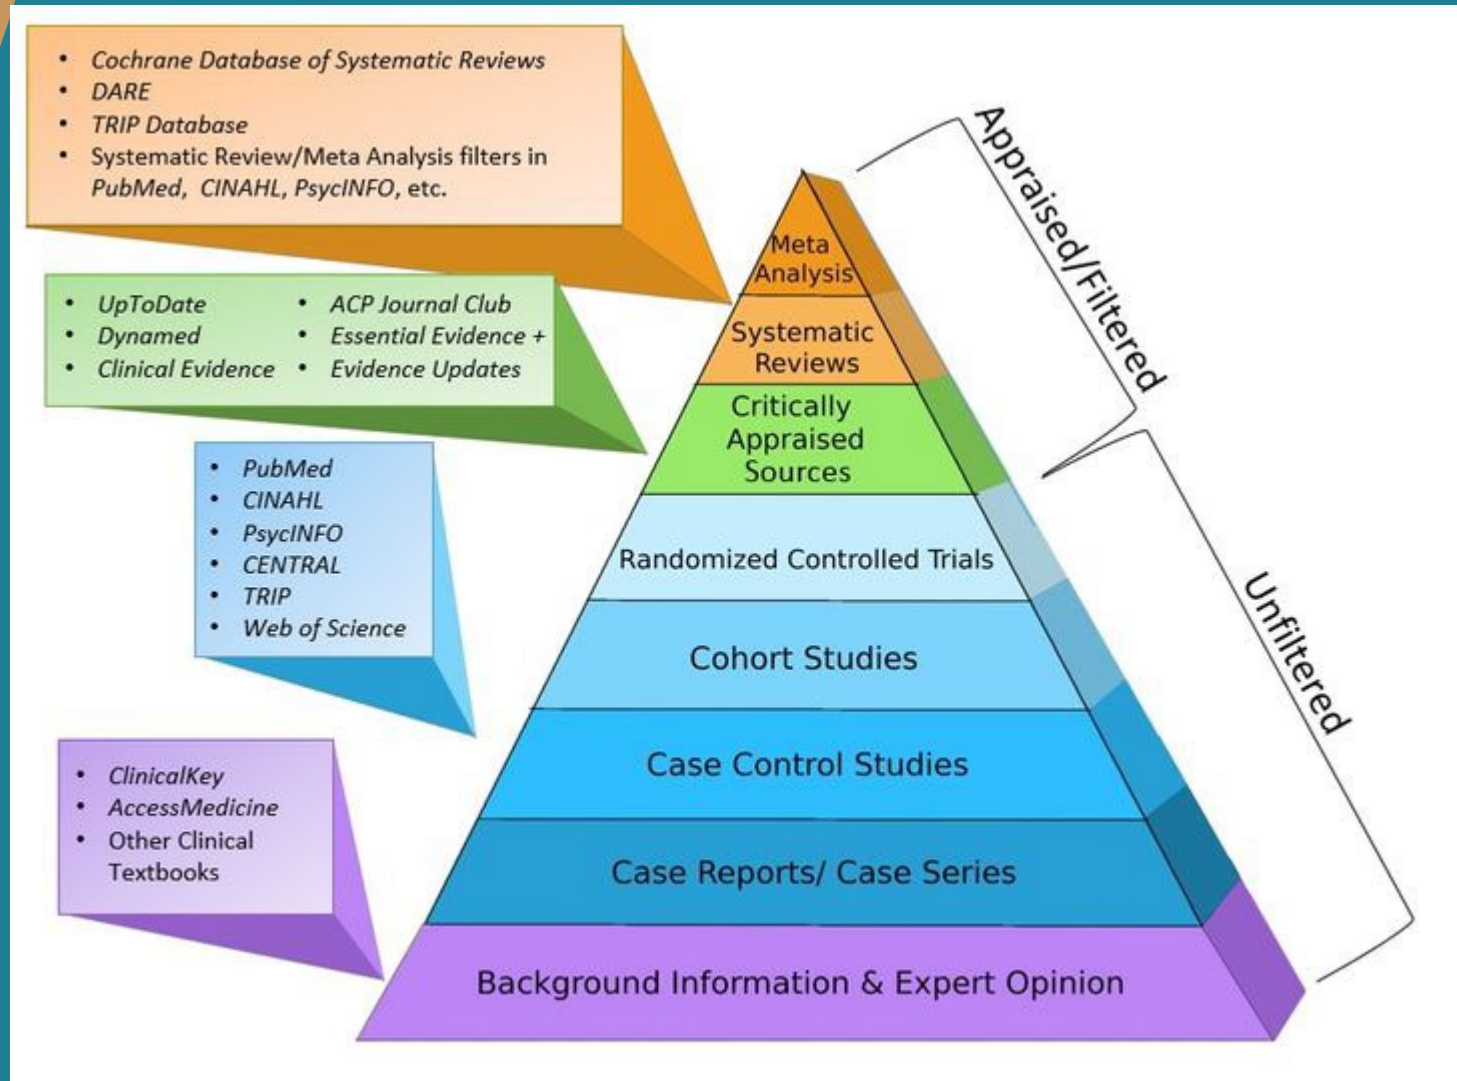 • Cochrane Database of Systematic Reviews
• DARE
• TRIP Database
• Systematic Review/Meta Analysis filters in
PubMed, CINAHL, PsycINFO, etc.
• UpToDate
• Dynamed
• Clinical Evidence
• ACP Journal Club
• Essential Evidence +
• Evidence Updates
• PubMed
• CINAHL
• PsycINFO
• CENTRAL
• TRIP
• Web of Science
• ClinicalKey
• AccessMedicine
• Other Clinical
Textbooks
Meta
Analysis
Systematic
Reviews
Critically
Appraised
Sources
Randomized Controlled Trials
Cohort Studies
Case Control Studies
Case Reports/ Case Series
Background Information & Expert Opinion
Appraised/Filtered
Unfiltered